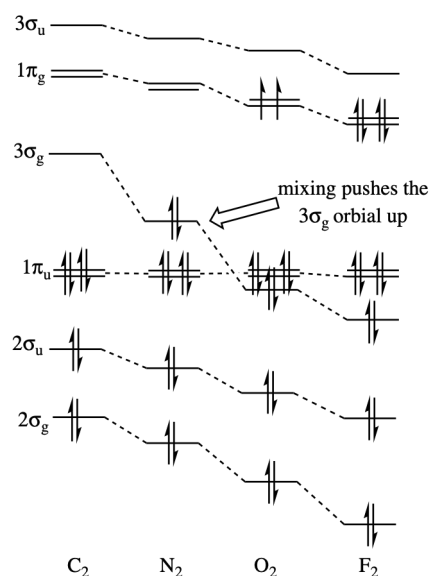 3σu
1πg
3σg
mixing pushes the
3σg orbial up
1πu
2σu
2σg
C2 N2 O2 F2